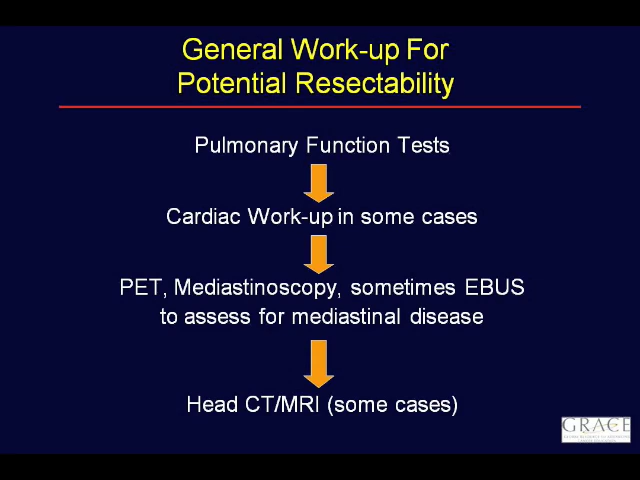 General Work-up For
Potential Resectability
Pulmonary Function Tests
Cardiac Work-up in some cases
PET, Mediastinoscopy, sometimes EBUS
to assess for mediastinal disease
Head CT/MRI (some cases)
GRACE